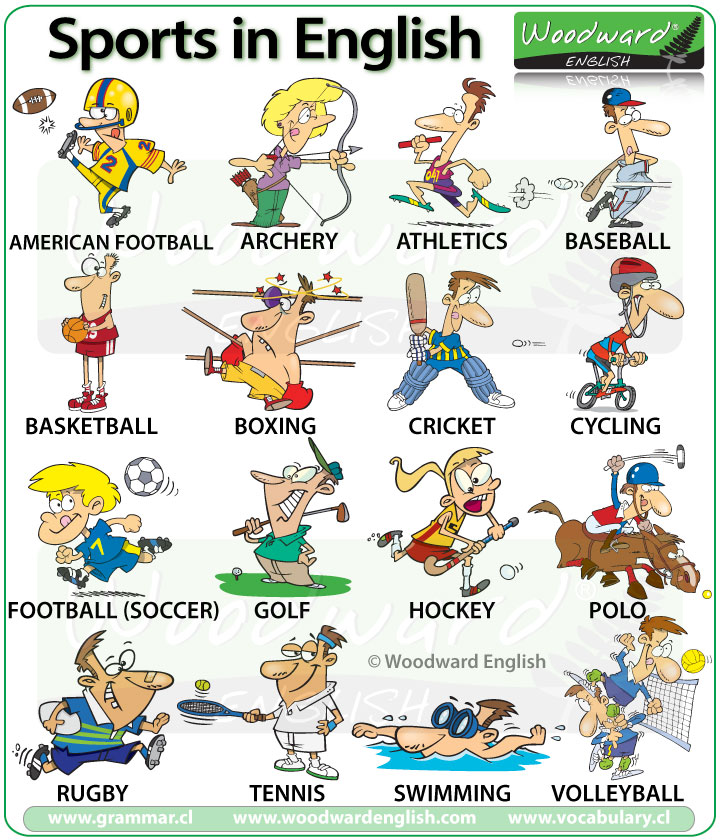 Sports in English
Woodward®
ENGLISH
AMERICAN FOOTBALL
ARCHERY
ATHLETICS
BASEBALL
BASKETBALL
BOXING
CRICKET
CYCLING
FOOTBALL (SOCCER)
GOLF
HOCKEY
POLO
© Woodward English
RUGBY
TENNIS
SWIMMING
VOLLEYBALL
www.grammar.cl
www.woodwardenglish.com
www.vocabulary.cl